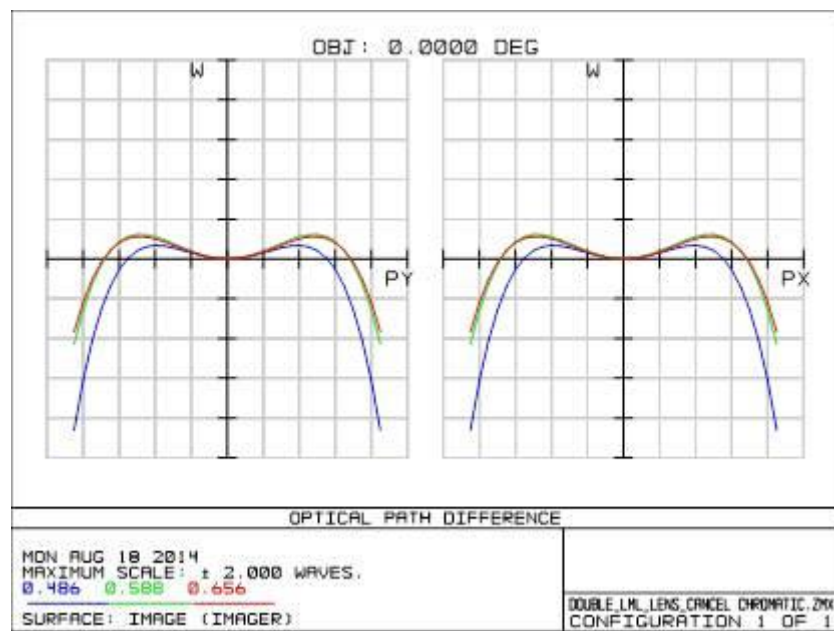 OBJ: 0.0000 DEG
W
W
PY
PX
OPTICAL PATH DIFFERENCE
MON AUG 18 2014
MAXIMUM SCALE: ± 2.000 WAVES.
0.486 0.588 0.656
SURFACE: IMAGE (IMAGER)
DOUBLE_LML_LENS_CANCEL CHROMATIC.ZMX
CONFIGURATION 1 OF 1